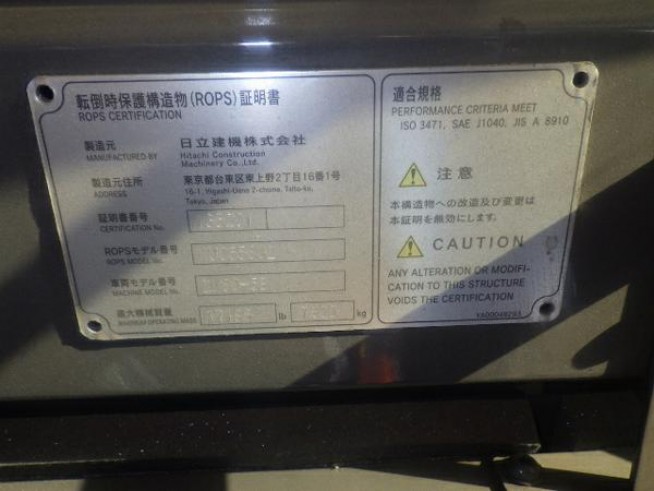 転倒時保護構造物(ROPS)証明書
ROPS CERTIFICATION
製造元 日立建機株式会社
MANUFACTURED BY Hitachi Construction
Machinery Co.,Ltd.
製造元住所 東京都台東区東上野2丁目16番1号
ADDRESS 16-1, Higashi-Ueno 2-chome, Taito-ku,
Tokyo, Japan
証明書番号
CERTIFICATION No.
ROPSモデル番号
ROPS MODEL No.
車両モデル番号
MACHINE MODEL No.
最大機械質量 lb kg
MAXIMUM OPERATING MASS
適合規格
PERFORMANCE CRITERIA MEET
ISO 3471, SAE J1040, JIS A 8910
注意
本構造物への改造及び変更は
本証明を無効にします。
CAUTION
ANY ALTERATION OR MODIFI-
CATION TO THIS STRUCTURE
VOIDS THE CERTIFICATION